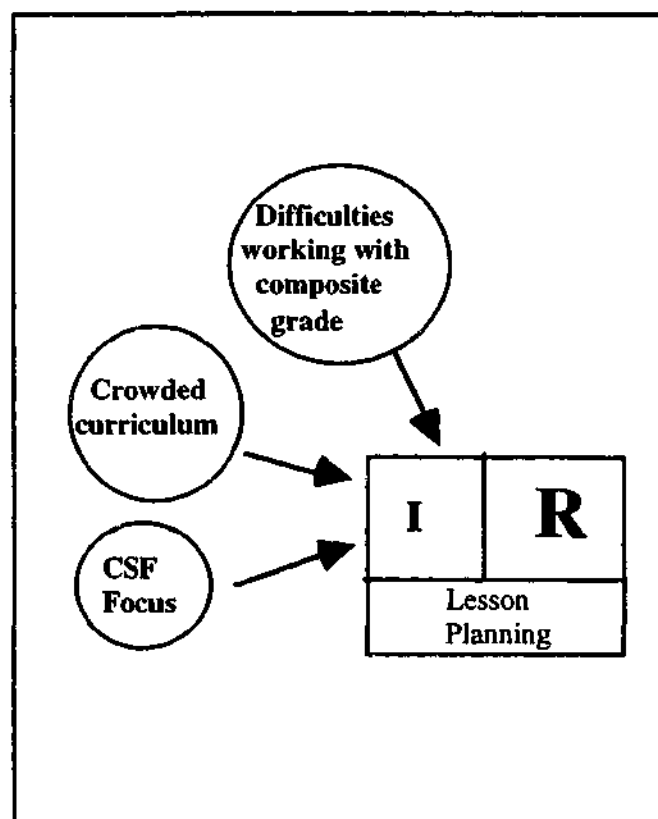 Difficulties
working with
composite
grade
Crowded
curriculum
CSF
Focus
I
R
Lesson
Planning